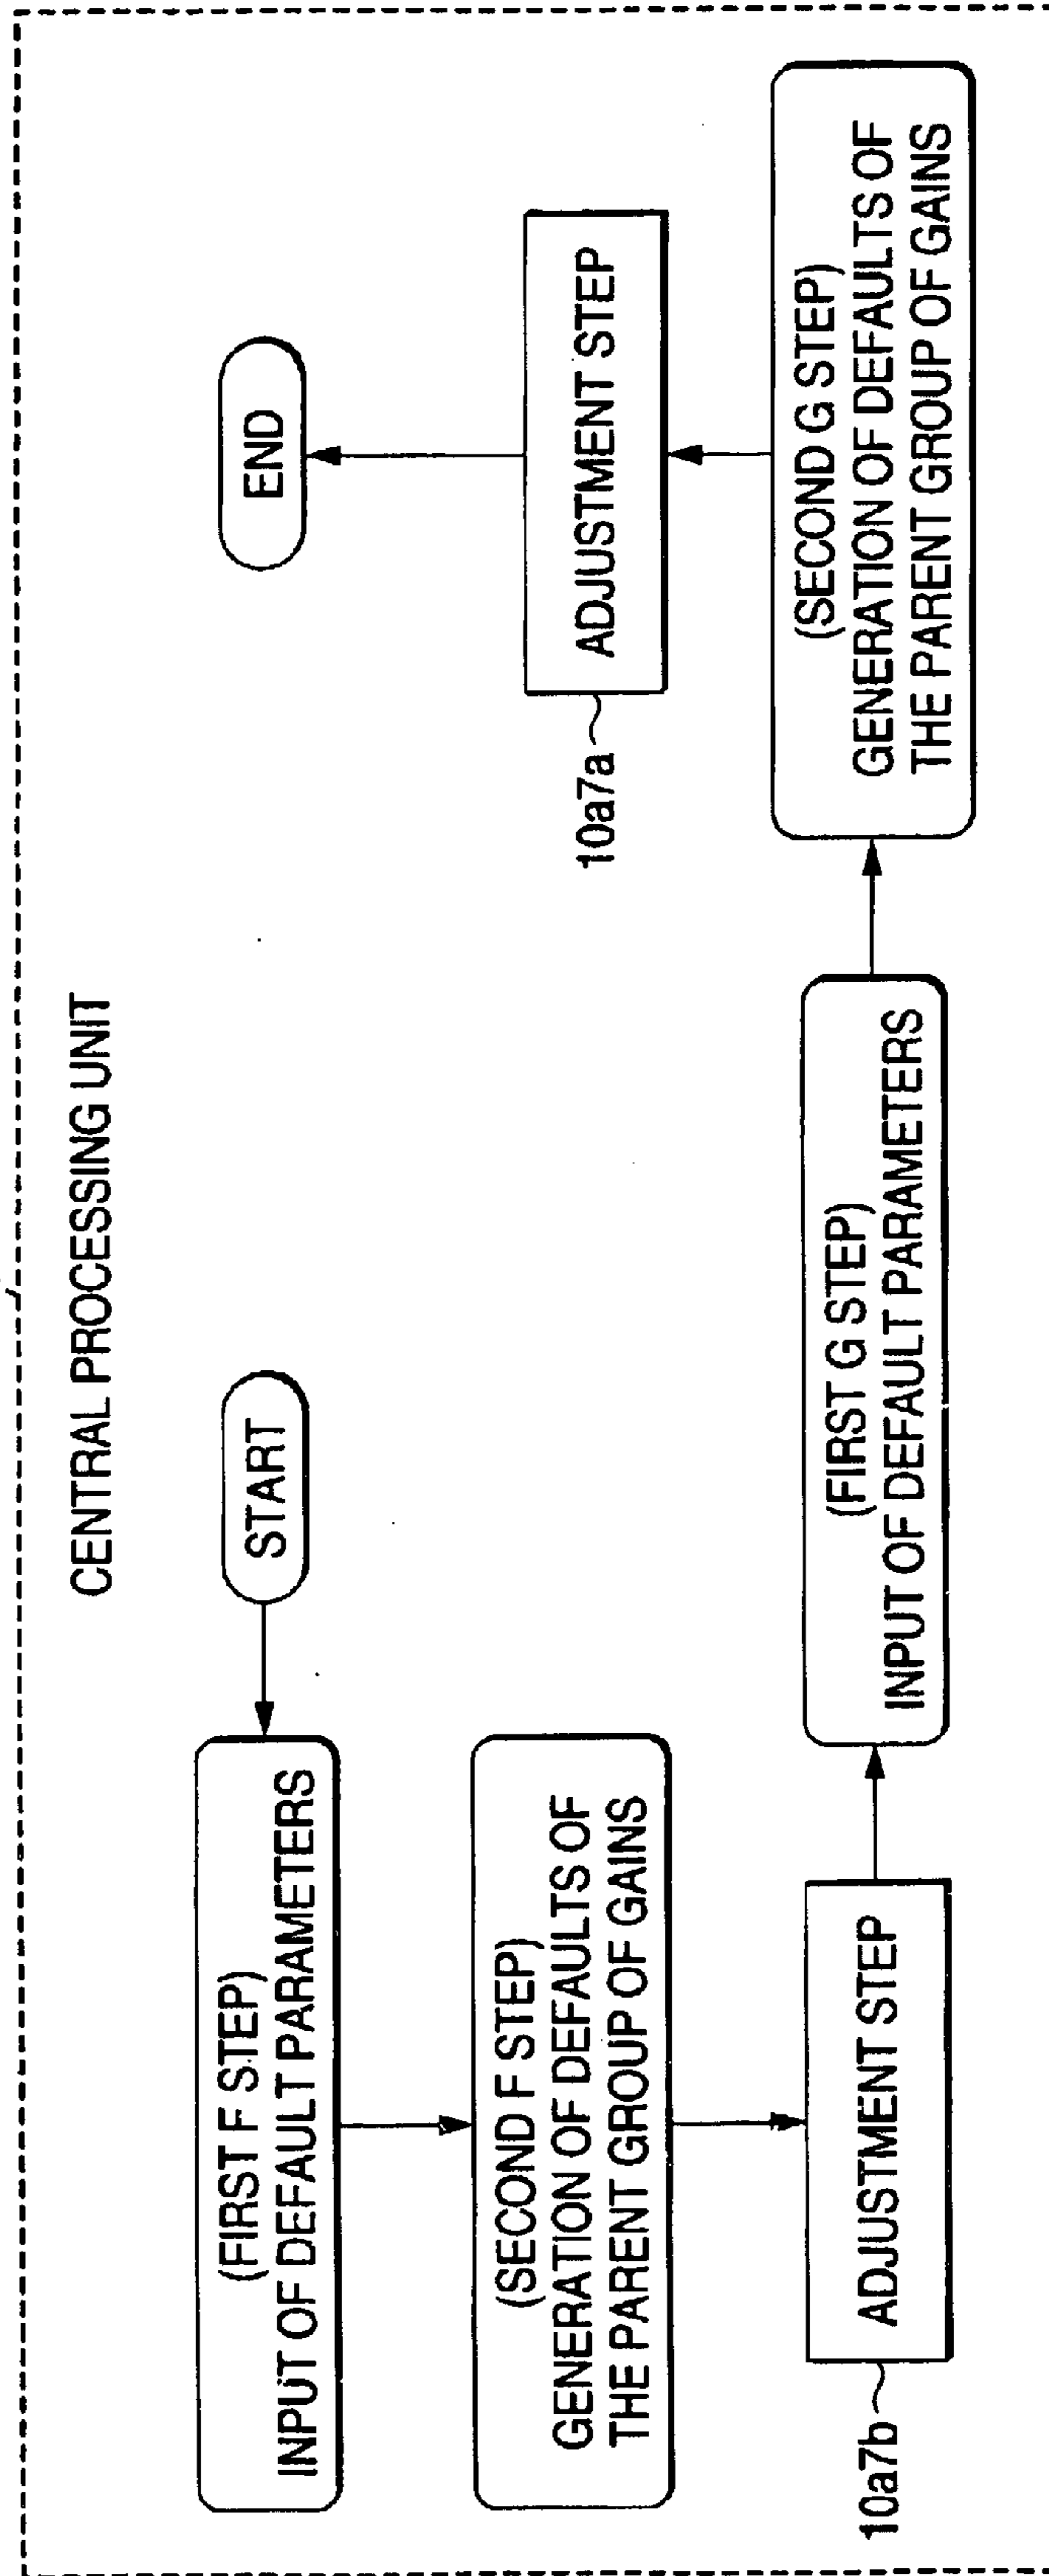 CENTRAL PROCESSING UNIT
START
(FIRST F STEP)
INPUT OF DEFAULT PARAMETERS
(SECOND F STEP)
GENERATION OF DEFAULTS OF
THE PARENT GROUP OF GAINS
10a7b
ADJUSTMENT STEP
(FIRST G STEP)
INPUT OF DEFAULT PARAMETERS
(SECOND G STEP)
GENERATION OF DEFAULTS OF
THE PARENT GROUP OF GAINS
10a7a
ADJUSTMENT STEP
END